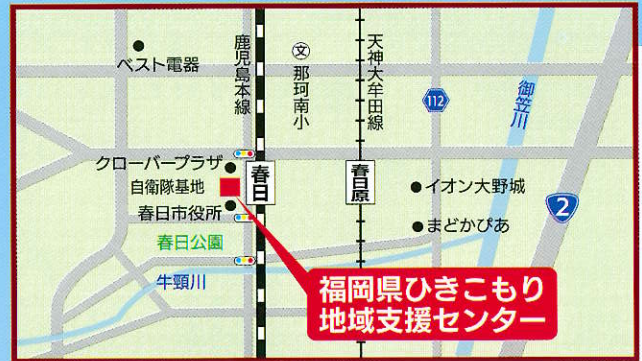 ベスト電器
鹿児島本線
文
那珂南小
天神大牟田線
112
御笠川
クローバープラザ
自衛隊基地
春日市役所
春日公園
牛頸川
春日
春日原
イオン大野城
まどかぴあ
2
福岡県ひきこもり
地域支援センター